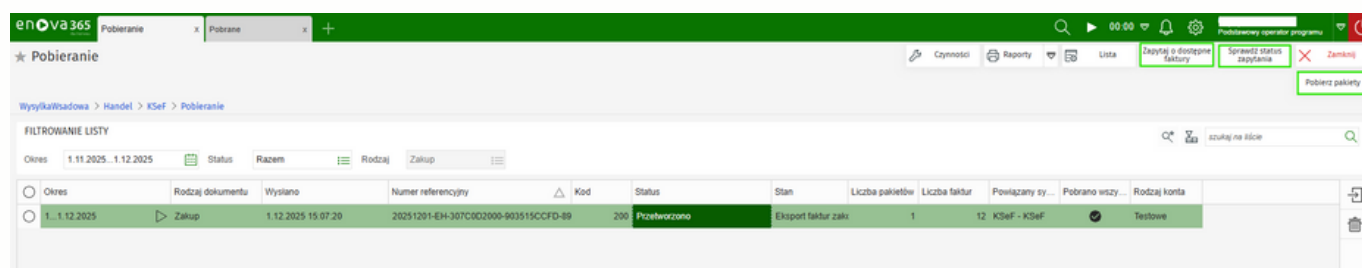 enova365 Pobieranie x Pobrane x +
00:00
Podstawowy operator programu
Pobieranie
Czynności Raporty Lista Zapytaj o dostępne faktury Sprawdź status zapytania Zamknij
Pobierz pakiety
WysylkaWsadowa > Handel > KSeF > Pobieranie
FILTROWANIE LISTY
szukaj na liście
Okres 1.11.2025...1.12.2025 Status Razem Rodzaj Zakup
Okres Rodzaj dokumentu Wysłano Numer referencyjny Kod Status Stan Liczba pakietów Liczba faktur Powiązany sy... Pobrano wszy... Rodzaj konta
1...1.12.2025 Zakup 1.12.2025 15:07:20 20251201-EH-307C0D2000-903515CCFD-89 200 Przetworzono Eksport faktur zakı 1 12 KSeF - KSeF Testowe